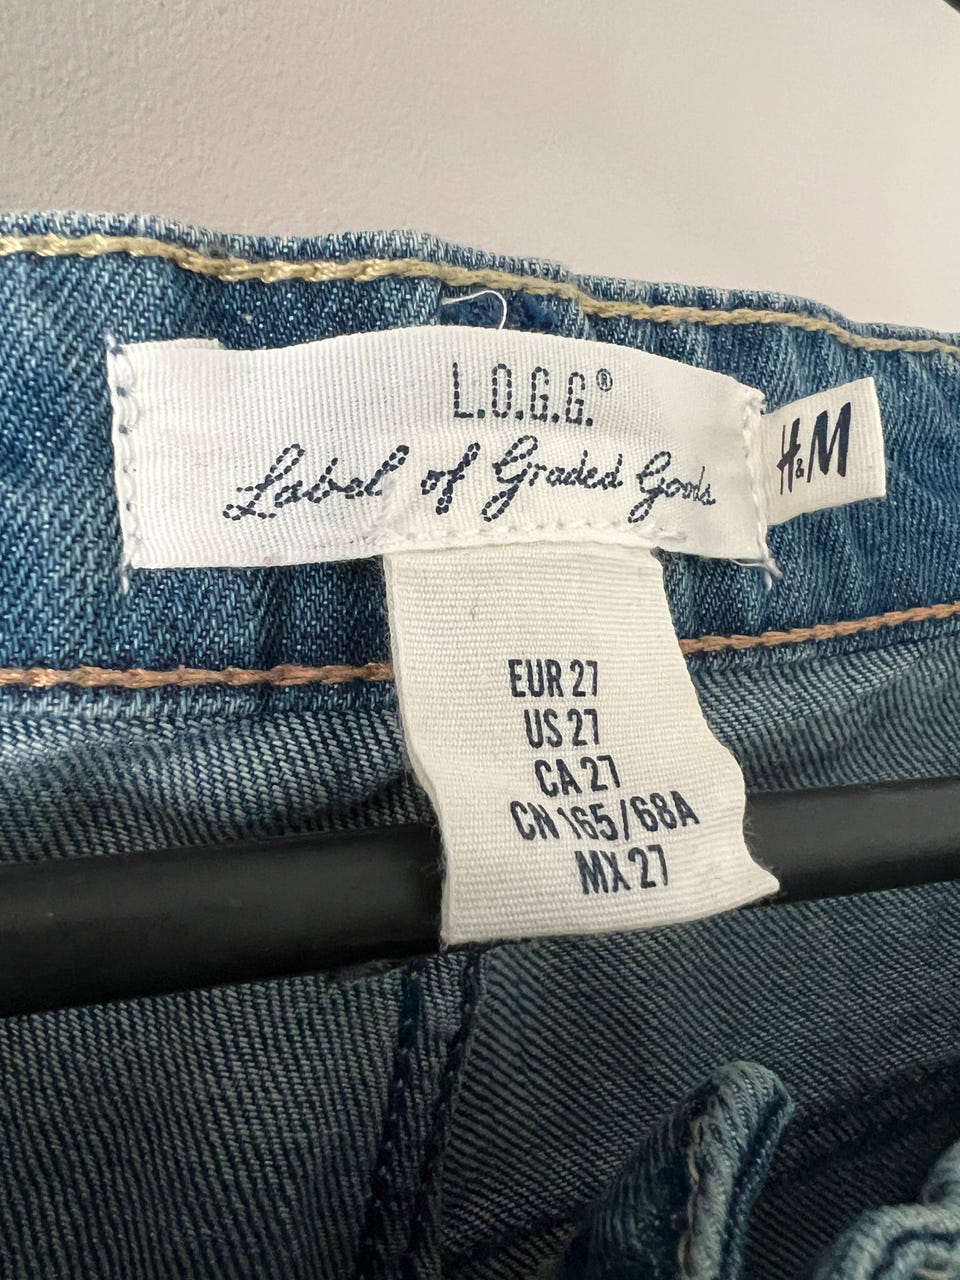 L.O.G.G.®
Label of Graded Goods
H&M
EUR 27
US 27
CA 27
CN 165/68A
MX 27